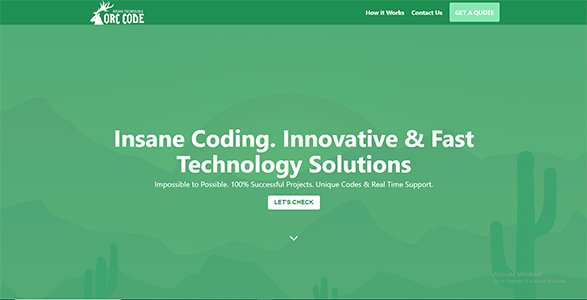 INSANE TECHNOLOGY
ORC CODE
How it Works
Contact Us
GET A QUOTE
Insane Coding. Innovative & Fast
Technology Solutions
Impossible to Possible. 100% Successful Projects. Unique Codes & Real Time Support.
LET'S CHECK
Activate Windows
Go to Settings to activate Windows.